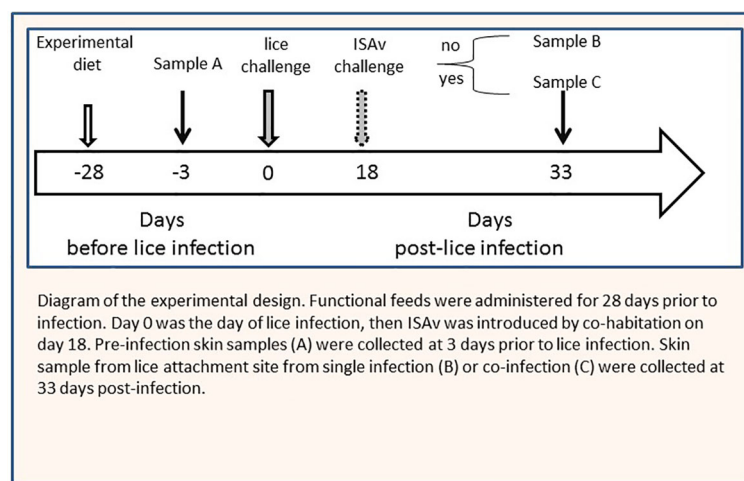 Experimental diet
Sample A
lice challenge
ISAv challenge
no
yes
Sample B
Sample C
-28
-3
0
18
33
Days before lice infection
Days post-lice infection
Diagram of the experimental design. Functional feeds were administered for 28 days prior to
infection. Day 0 was the day of lice infection, then ISAv was introduced by co-habitation on
day 18. Pre-infection skin samples (A) were collected at 3 days prior to lice infection. Skin
sample from lice attachment site from single infection (B) or co-infection (C) were collected at
33 days post-infection.